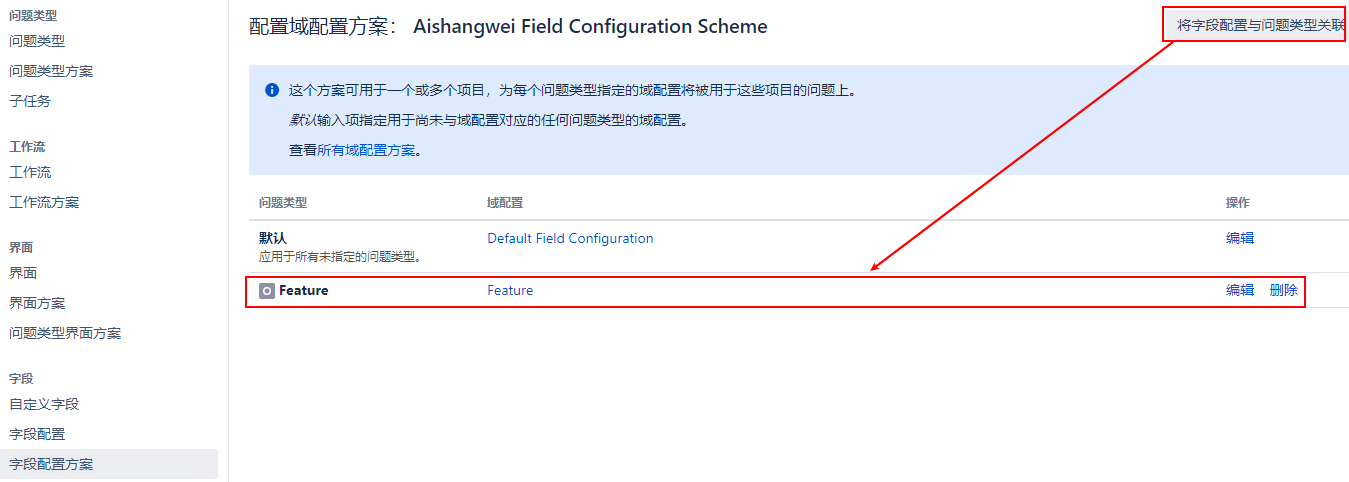 问题类型
问题类型
问题类型方案
子任务
工作流
工作流
工作流方案
界面
界面
界面方案
问题类型界面方案
字段
自定义字段
字段配置
字段配置方案
配置域配置方案： Aishangwei Field Configuration Scheme
将字段配置与问题类型关联
这个方案可用于一个或多个项目，为每个问题类型指定的域配置将被用于这些项目的问题上。
默认输入项指定用于尚未与域配置对应的任何问题类型的域配置。
查看所有域配置方案。
问题类型 域配置 操作
默认 Default Field Configuration 编辑
应用于所有未指定的问题类型。
Feature Feature 编辑 删除